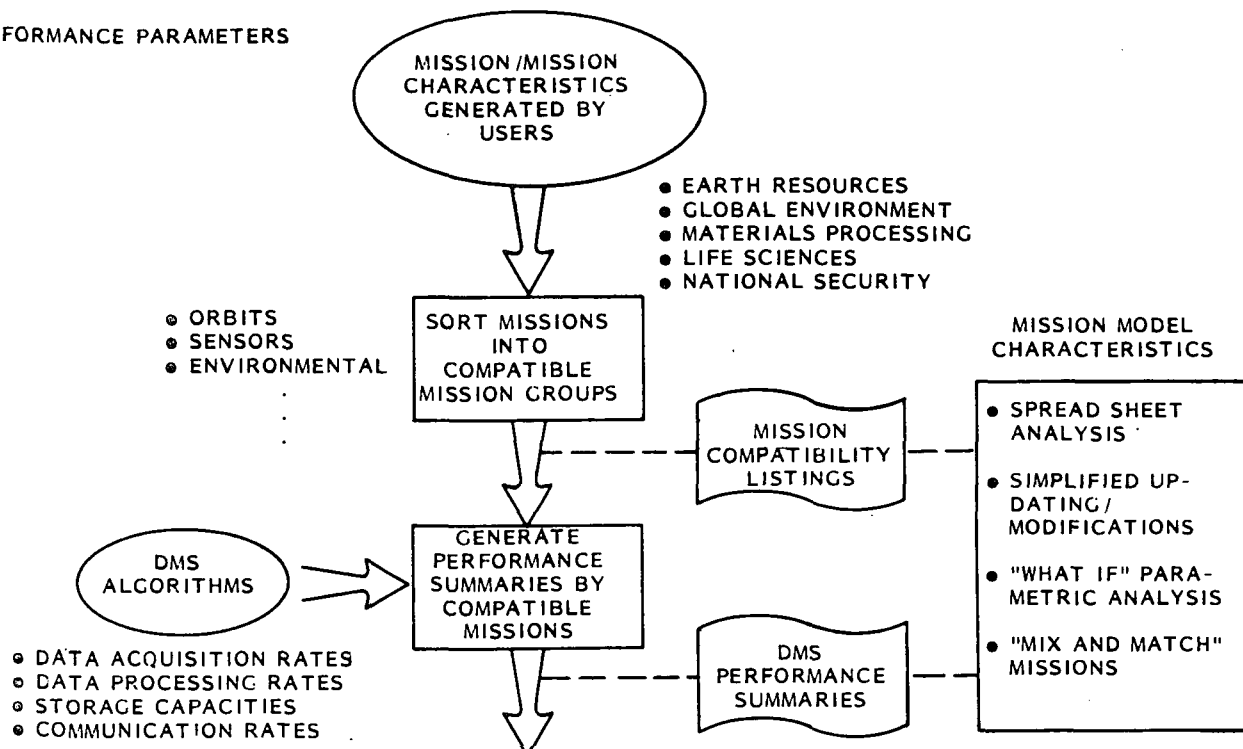 FORMANCE PARAMETERS
MISSION/MISSION
CHARACTERISTICS
GENERATED BY
USERS
● EARTH RESOURCES
● GLOBAL ENVIRONMENT
● MATERIALS PROCESSING
● LIFE SCIENCES
● NATIONAL SECURITY
● ORBITS
● SENSORS
● ENVIRONMENTAL
.
.
.
SORT MISSIONS
INTO
COMPATIBLE
MISSION GROUPS
MISSION
COMPATIBILITY
LISTINGS
MISSION MODEL
CHARACTERISTICS
● SPREAD SHEET
ANALYSIS
● SIMPLIFIED UP-
DATING/
MODIFICATIONS
● "WHAT IF" PARA-
METRIC ANALYSIS
● "MIX AND MATCH"
MISSIONS
DMS
ALGORITHMS
GENERATE
PERFORMANCE
SUMMARIES BY
COMPATIBLE
MISSIONS
DMS
PERFORMANCE
SUMMARIES
● DATA ACQUISITION RATES
● DATA PROCESSING RATES
● STORAGE CAPACITIES
● COMMUNICATION RATES